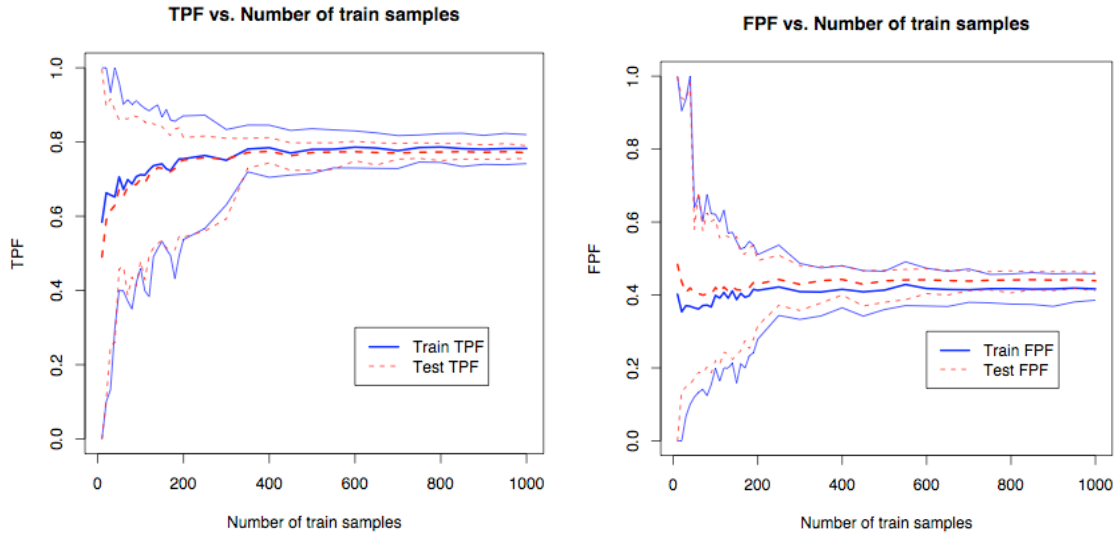 TPF vs. Number of train samples
TPF
0.0 0.2 0.4 0.6 0.8 1.0
Train TPF
Test TPF
0 200 400 600 800 1000
Number of train samples
FPF vs. Number of train samples
FPF
0.0 0.2 0.4 0.6 0.8 1.0
Train FPF
Test FPF
0 200 400 600 800 1000
Number of train samples